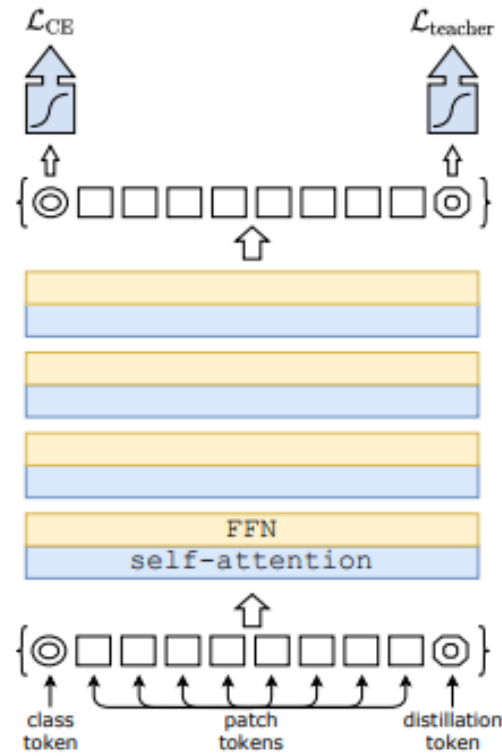 ℒCE ℒteacher
FFN
self-attention
class patch distillation
token tokens token